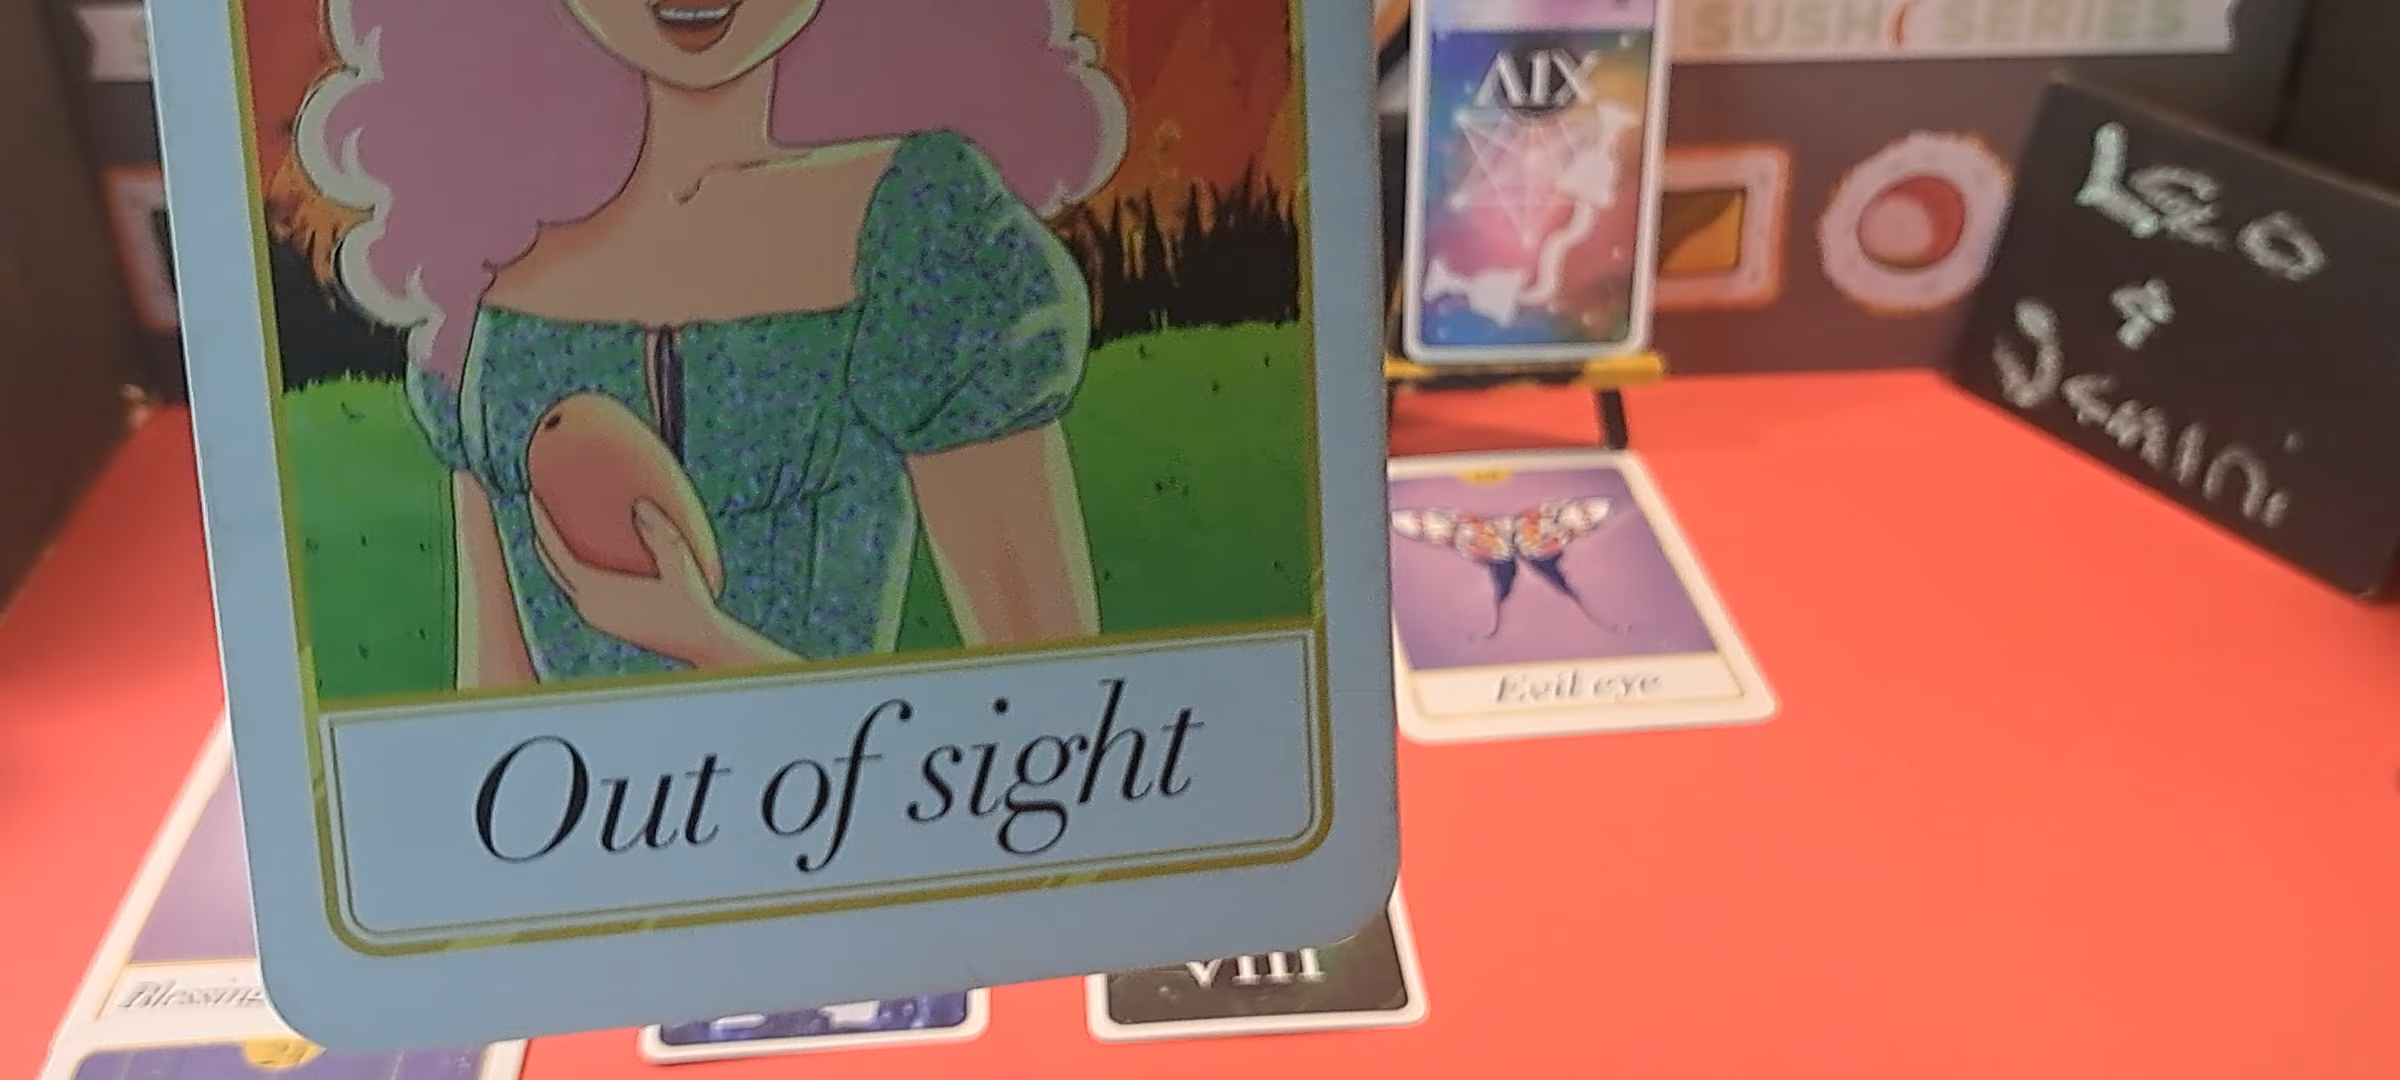 SUSHI SERIES
XIV
Leo
&
Gemini
Evil eye
Out of sight
Blessing
VIII